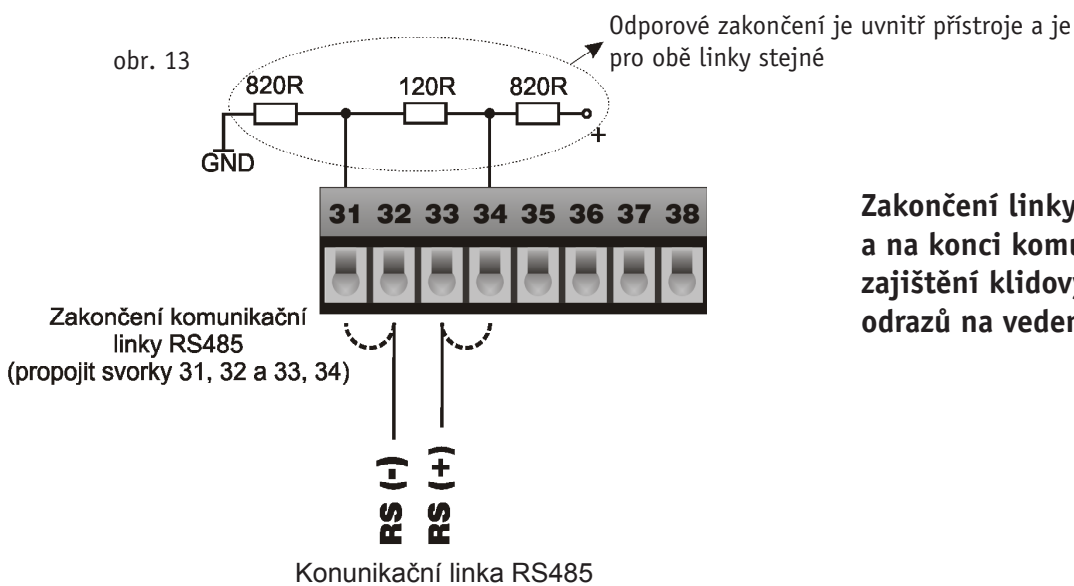 obr. 13
Odporové zakončení je uvnitř přístroje a je
pro obě linky stejné
820R 120R 820R
+
GND
31 32 33 34 35 36 37 38
Zakončení linky
a na konci komu
zajištění klidový
odrazů na veden
Zakončení komunikační
linky RS485
(propojit svorky 31, 32 a 33, 34)
RS (-)
RS (+)
Konunikační linka RS485